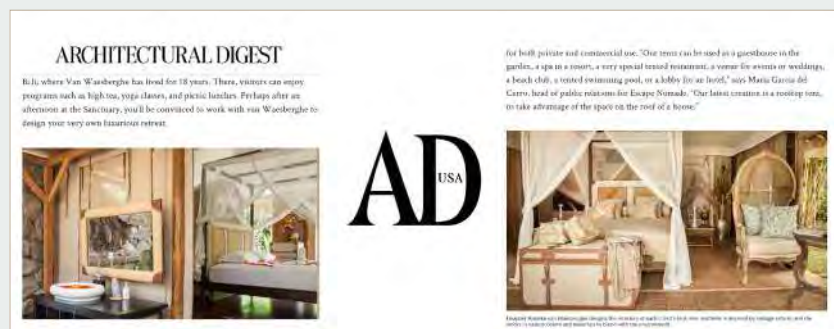 ARCHITECTURAL DIGEST
Bali, where Van Waesberghe has lived for 18 years. There, visitors can enjoy
programs such as high tea, yoga classes, and picnic lunches. Perhaps after an
afternoon at the Sanctuary, you'll be convinced to work with van Waesberghe to
design your very own luxurious retreat.
AD
USA
for both private and commercial use. "Our tents can be used as a guesthouse in the
garden, a spa in a resort, a very special tented restaurant, a venue for events or weddings,
a beach club, a tented swimming pool, or a lobby for an hotel," says Maria Garcia del
Cerro, head of public relations for Escape Nomade. "Our latest creation is a rooftop tent,
to take advantage of the space on the roof of a house."